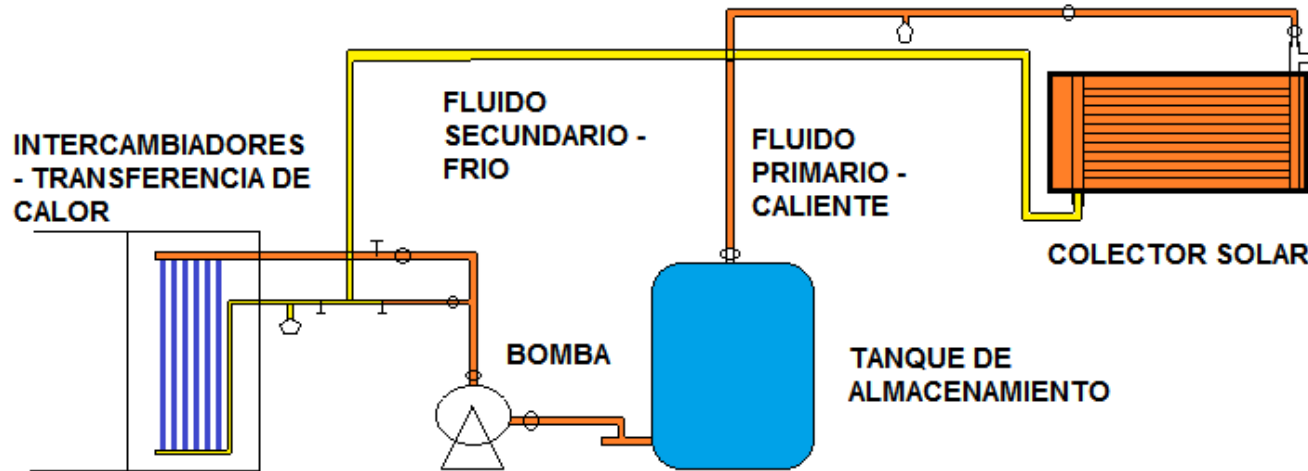 INTERCAMBIADORES
- TRANSFERENCIA DE
CALOR
FLUIDO
SECUNDARIO -
FRIO
FLUIDO
PRIMARIO -
CALIENTE
COLECTOR SOLAR
BOMBA
TANQUE DE
ALMACENAMIENTO